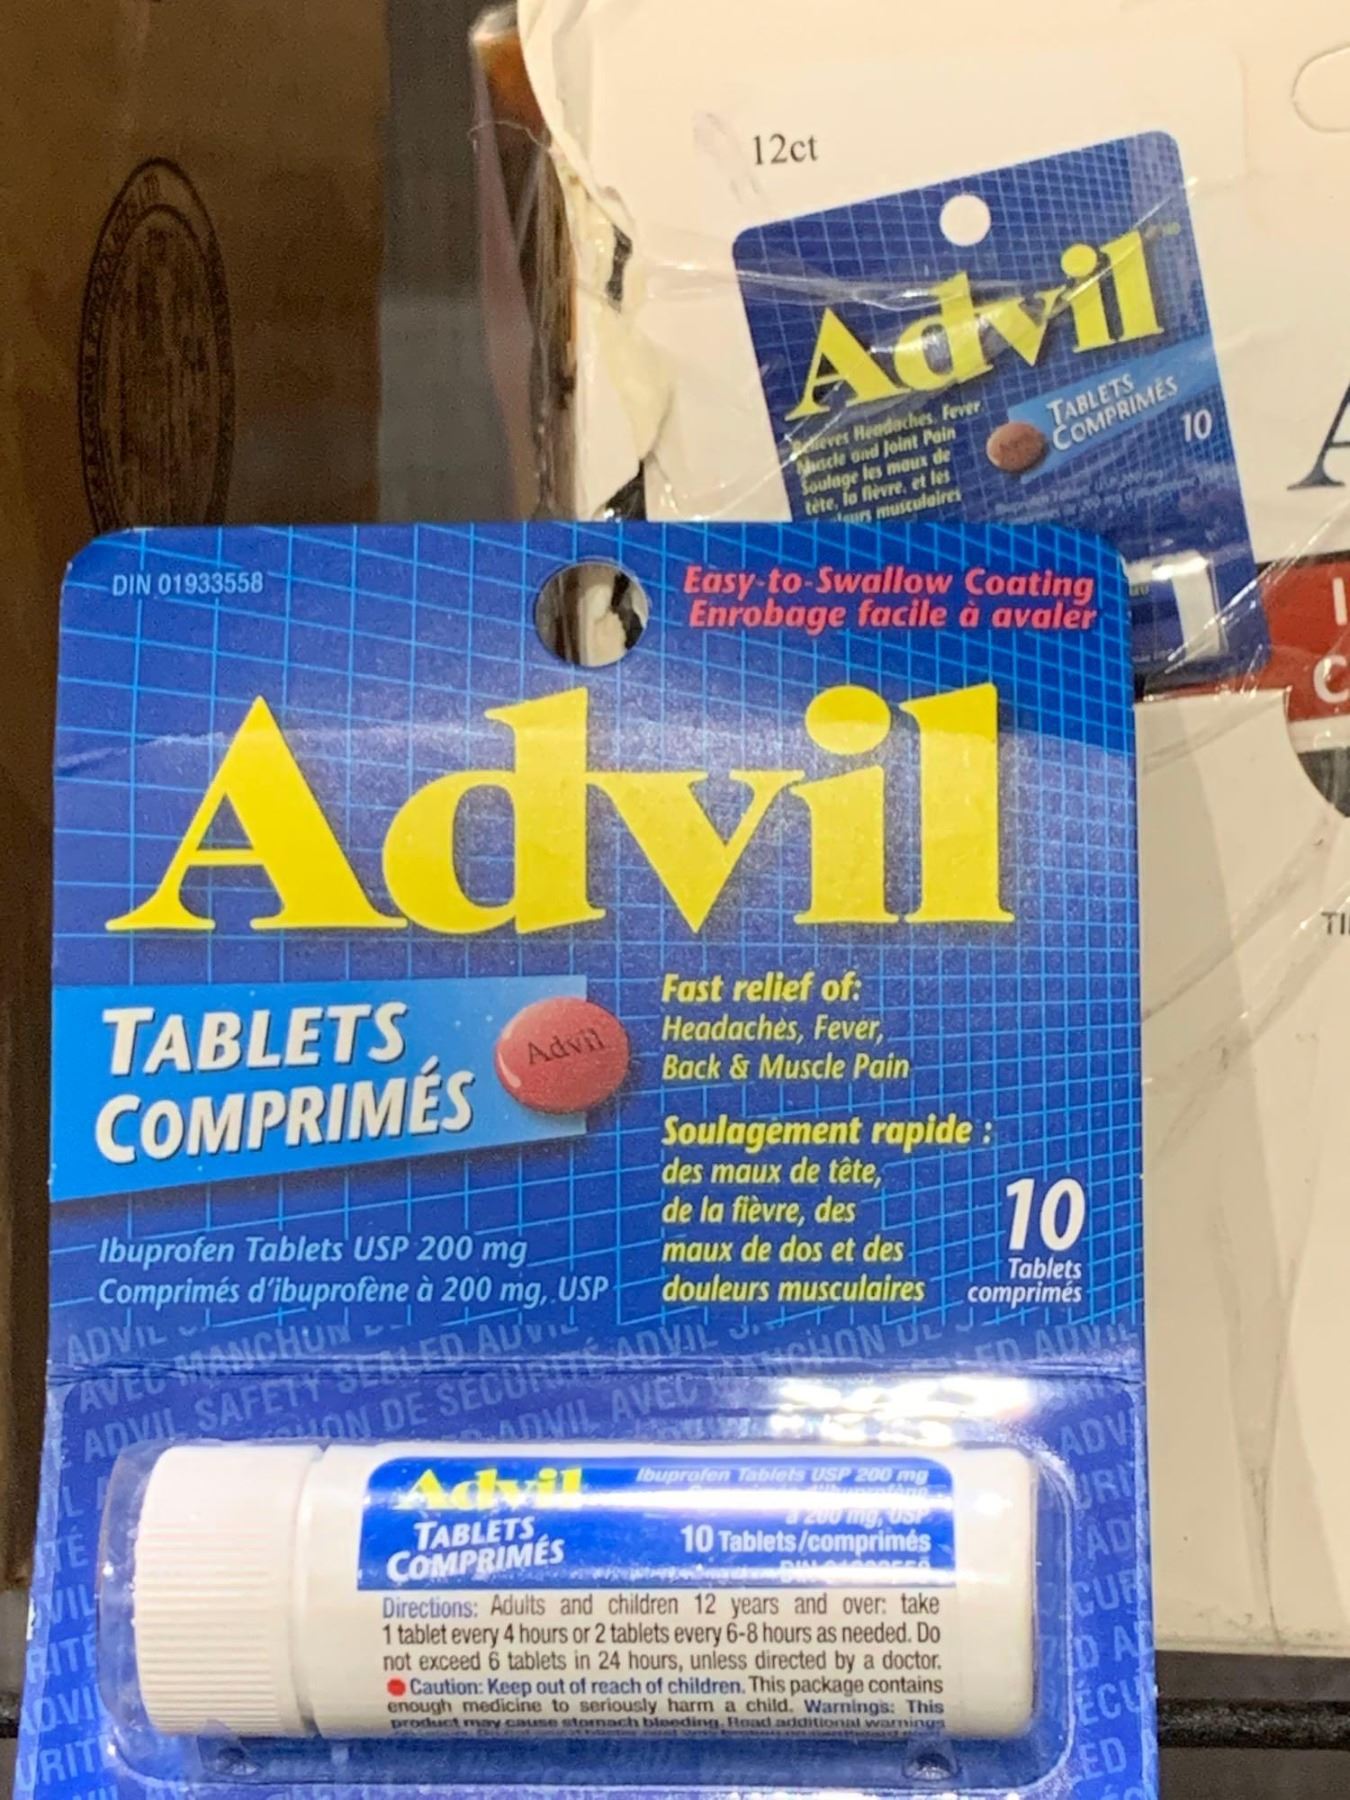 12ct
Advil
TABLETS
COMPRIMÉS
10
Relieves Headaches, Fever
Muscle and Joint Pain
Soulage les maux de
tête, la fièvre, et les
musculaires
DIN 01933558
Easy-to-Swallow Coating
Enrobage facile à avaler
Advil
TABLETS
COMPRIMÉS
Advil
Fast relief of:
Headaches, Fever,
Back & Muscle Pain
Soulagement rapide :
des maux de tête,
de la fièvre, des
maux de dos et des
douleurs musculaires
10
Tablets
comprimés
Ibuprofen Tablets USP 200 mg
Comprimés d'ibuprofène à 200 mg, USP
ADVIL
AVEC MANCHON
ADVIL SAFETY SEALED ADVIL
DE SÉCURITÉ ADVIL
ADVIL AVEC
Advil
TABLETS
COMPRIMÉS
Ibuprofen Tablets USP 200 mg
à 200 mg, USP
10 Tablets/comprimés
Directions: Adults and children 12 years and over: take
1 tablet every 4 hours or 2 tablets every 6-8 hours as needed. Do
not exceed 6 tablets in 24 hours, unless directed by a doctor.
Caution: Keep out of reach of children. This package contains
enough medicine to seriously harm a child. Warnings: This
product may cause stomach bleeding. Read additional warnings